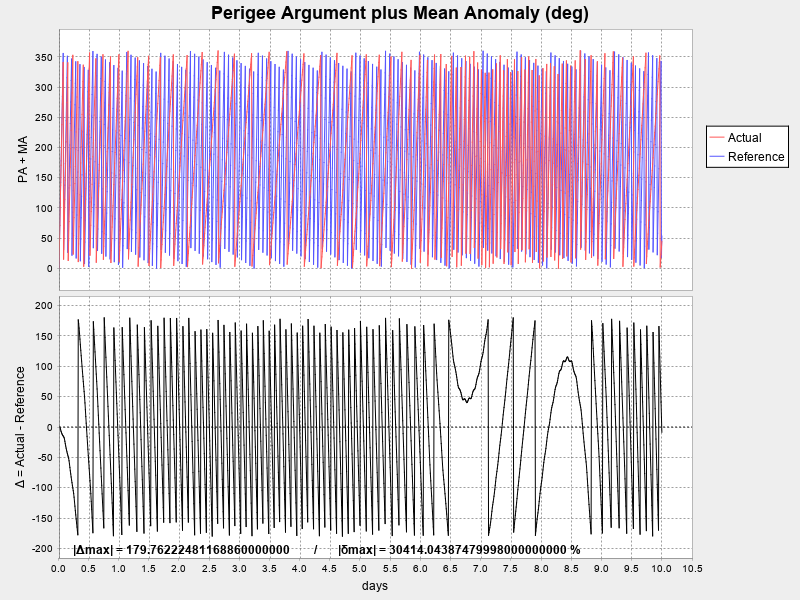 Perigee Argument plus Mean Anomaly (deg)
350
300
250
200
150
100
50
0
PA + MA
Actual
Reference
200
150
100
50
0
-50
-100
-150
-200
Δ = Actual - Reference
|Δmax| = 179.76222481168860000000 / |δmax| = 30414.04387479998000000000 %
0.0 0.5 1.0 1.5 2.0 2.5 3.0 3.5 4.0 4.5 5.0 5.5 6.0 6.5 7.0 7.5 8.0 8.5 9.0 9.5 10.0 10.5
days